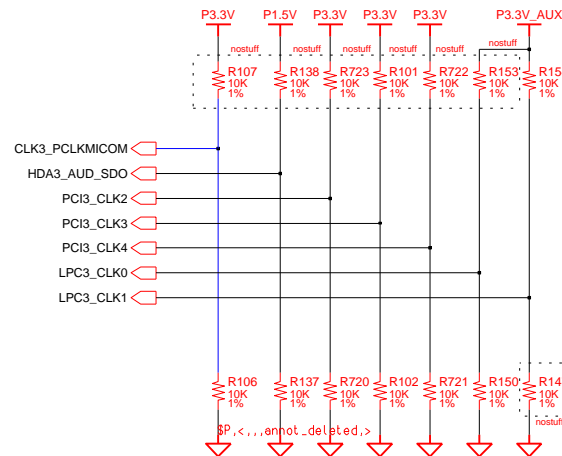 P3.3V P1.5V P3.3V P3.3V P3.3V P3.3V_AUX
nostuff nostuff nostuff nostuff nostuff
R107 R138 R723 R101 R722 R153 R15
10K 10K 10K 10K 10K 10K 10K
1% 1% 1% 1% 1% 1% 1%
CLK3_PCLKMICOM
HDA3_AUD_SDO
PCI3_CLK2
PCI3_CLK3
PCI3_CLK4
LPC3_CLK0
LPC3_CLK1
R106 R137 R720 R102 R721 R150 R14
10K 10K 10K 10K 10K 10K 10K
1% 1% 1% 1% 1% 1% 1%
nostuff
$P,<,,,annot_deleted,>